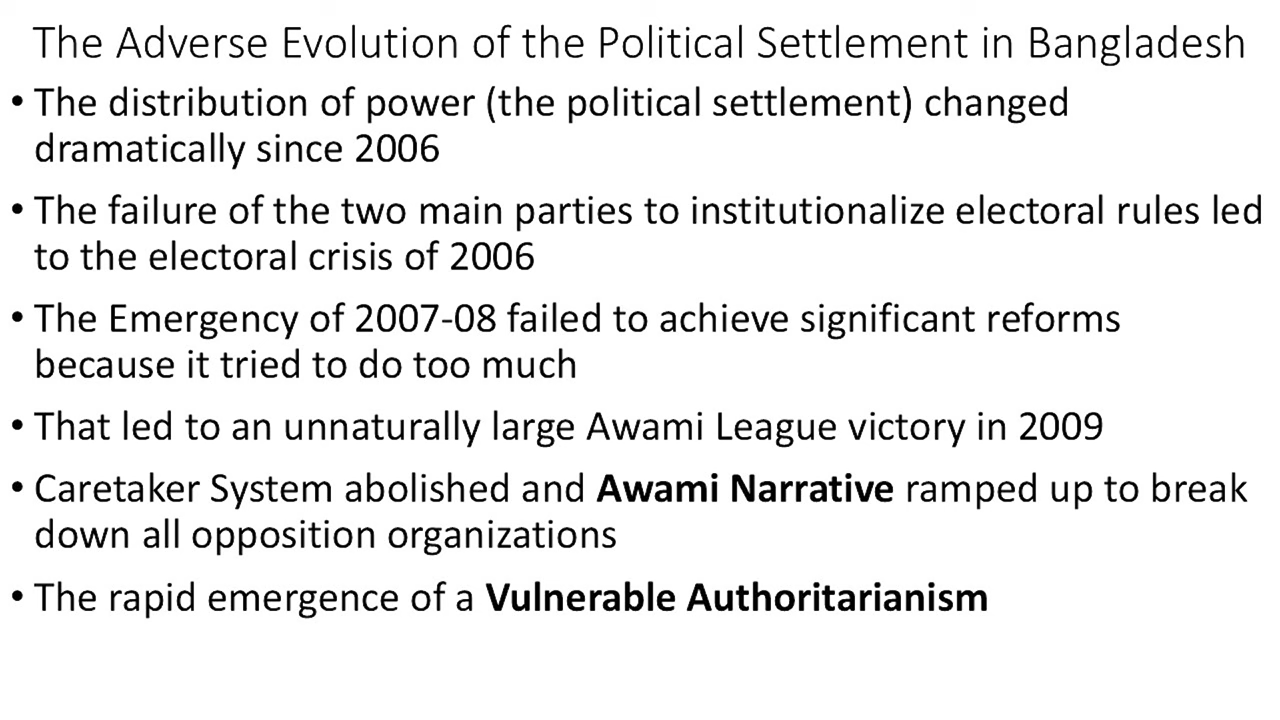 The Adverse Evolution of the Political Settlement in Bangladesh
• The distribution of power (the political settlement) changed
dramatically since 2006
• The failure of the two main parties to institutionalize electoral rules led
to the electoral crisis of 2006
• The Emergency of 2007-08 failed to achieve significant reforms
because it tried to do too much
• That led to an unnaturally large Awami League victory in 2009
• Caretaker System abolished and Awami Narrative ramped up to break
down all opposition organizations
• The rapid emergence of a Vulnerable Authoritarianism